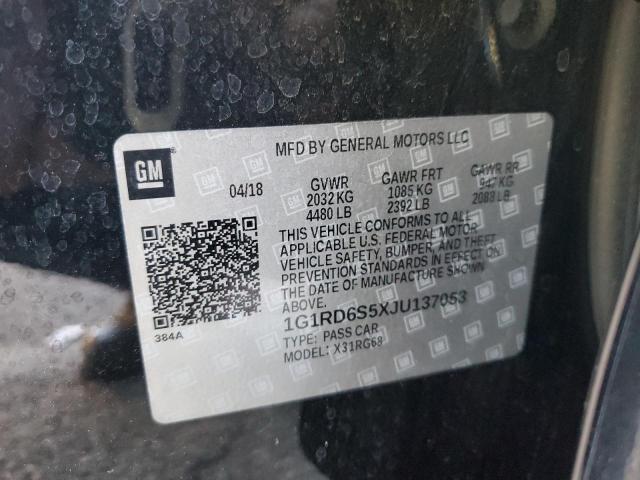 MFD BY GENERAL MOTORS LLC
GM
04/18 GVWR GAWR FRT GAWR RR
2032 KG 1085 KG 947 KG
4480 LB 2392 LB 2088 LB
THIS VEHICLE CONFORMS TO ALL
APPLICABLE U.S. FEDERAL MOTOR
VEHICLE SAFETY, BUMPER, AND THEFT
PREVENTION STANDARDS IN EFFECT ON
THE DATE OF MANUFACTURE SHOWN ABOVE.
1G1RD6S5XJU137053
TYPE: PASS CAR
MODEL: X31RG68
384A